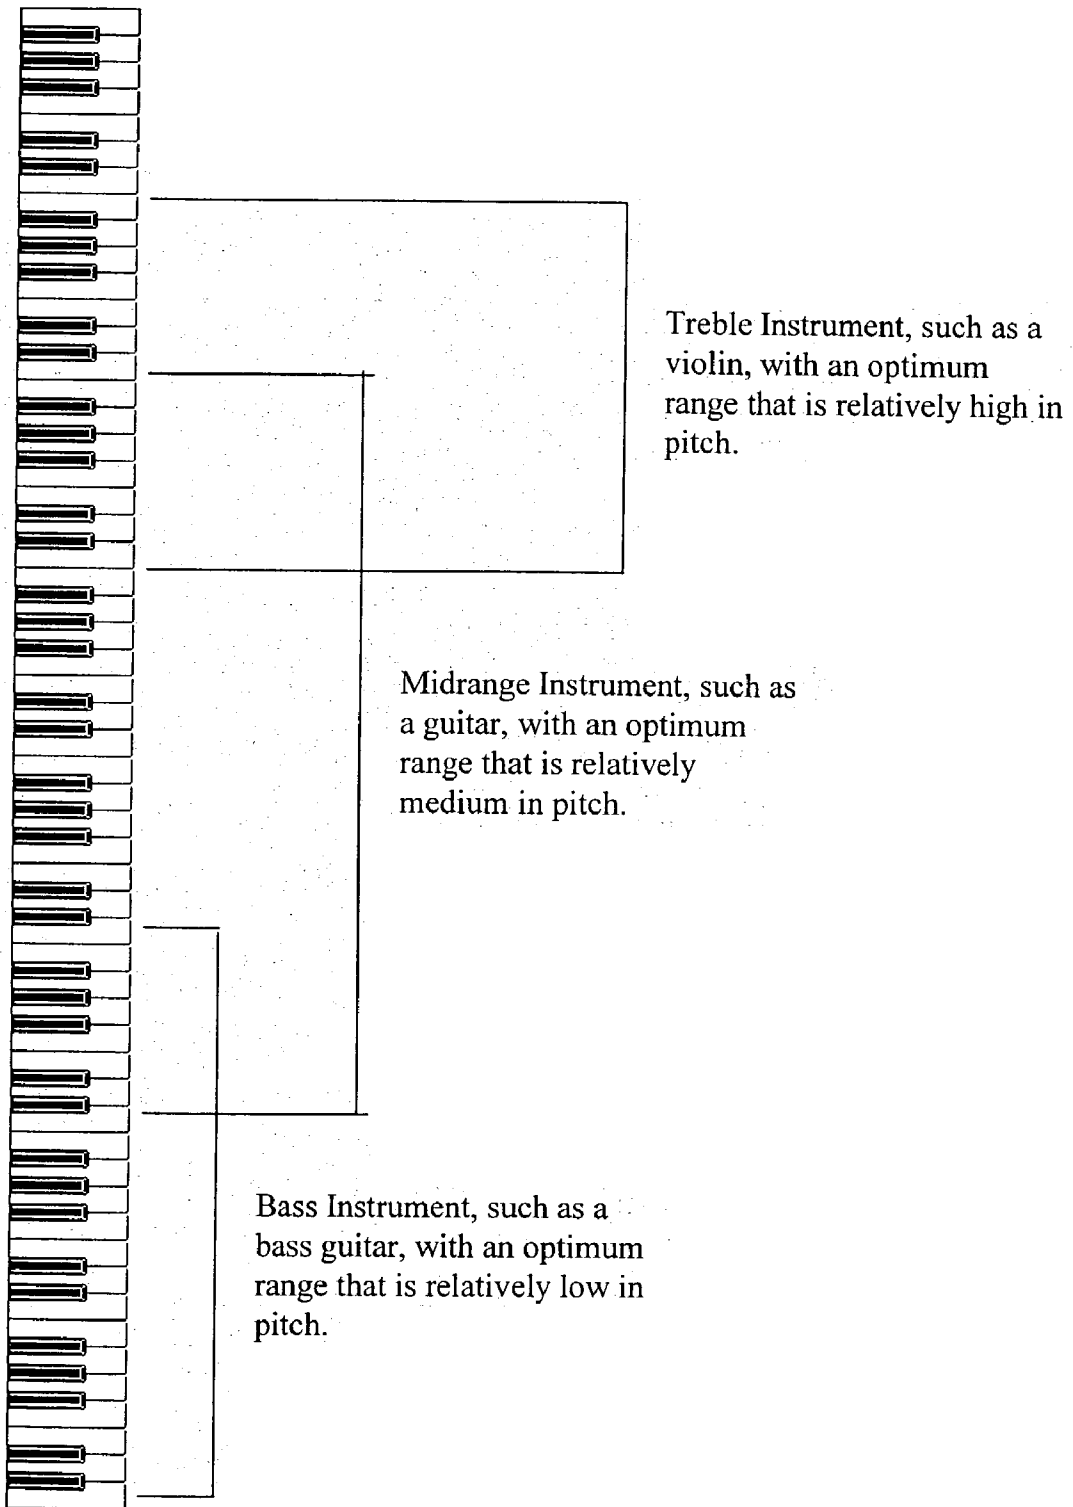 Treble Instrument, such as a
violin, with an optimum
range that is relatively high in
pitch.
Midrange Instrument, such as
a guitar, with an optimum
range that is relatively
medium in pitch.
Bass Instrument, such as a
bass guitar, with an optimum
range that is relatively low in
pitch.